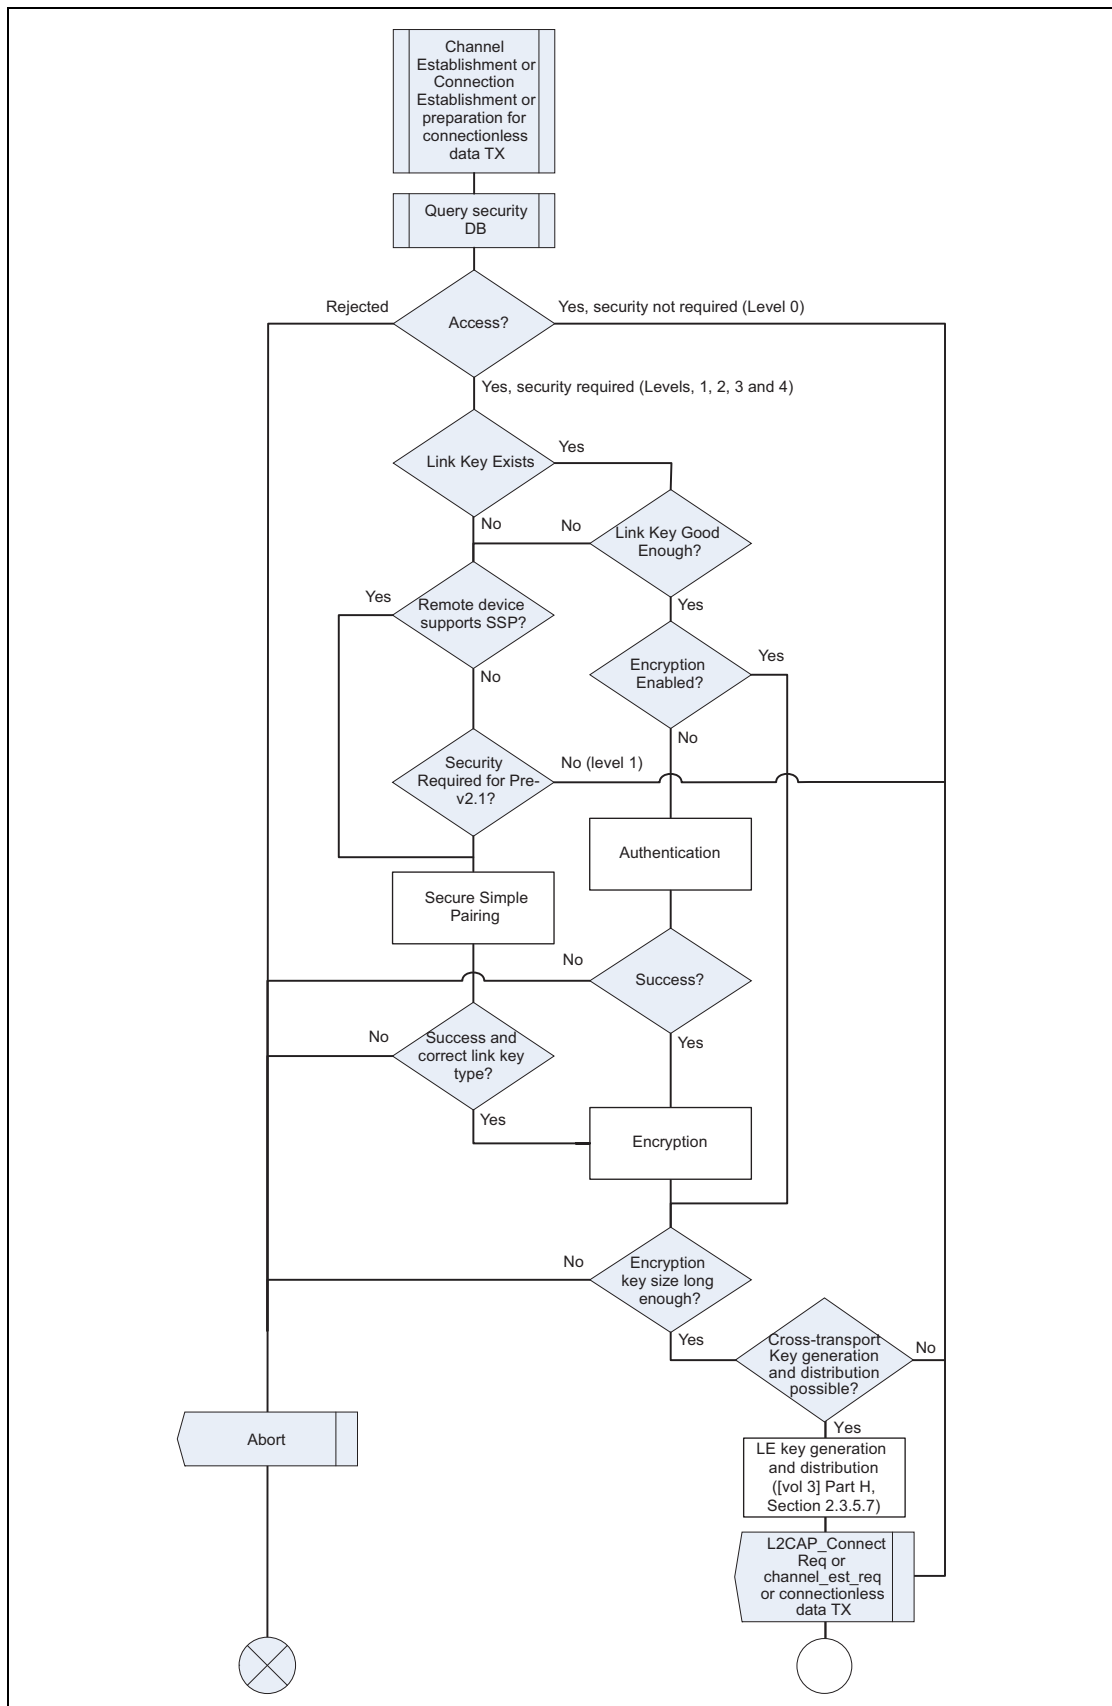 Channel
Establishment or
Connection
Establishment or
preparation for
connectionless
data TX
Query security
DB
Rejected
Access?
Yes, security not required (Level 0)
Yes, security required (Levels, 1, 2, 3 and 4)
Link Key Exists
Yes
No
No
Link Key Good
Enough?
Yes
Remote device
supports SSP?
Yes
No
Encryption
Enabled?
Yes
No
Security
Required for Pre-
v2.1?
No (level 1)
Authentication
Secure Simple
Pairing
No
Success?
Yes
No
Success and
correct link key
type?
Yes
Encryption
No
Encryption
key size long
enough?
Yes
Cross-transport
Key generation
and distribution
possible?
No
Yes
Abort
LE key generation
and distribution
([vol 3] Part H,
Section 2.3.5.7)
L2CAP_Connect
Req or
channel_est_req
or connectionless
data TX